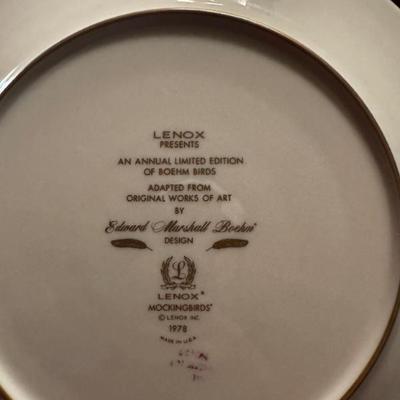 LENOX
PRESENTS
AN ANNUAL LIMITED EDITION
OF BOEHM BIRDS
ADAPTED FROM
ORIGINAL WORKS OF ART
BY
Edward Marshall Boehm®
DESIGN
L
LENOX®
MOCKINGBIRDS®
© LENOX INC.
1978
MADE IN U.S.A.